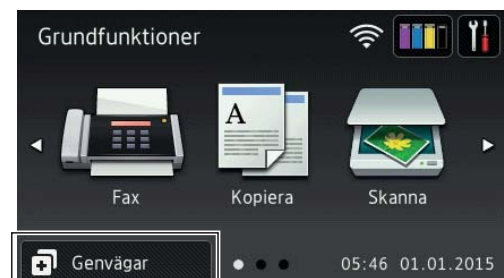 Grundfunktioner
A
Fax
Kopiera
Skanna
Genvägar
05:46 01.01.2015